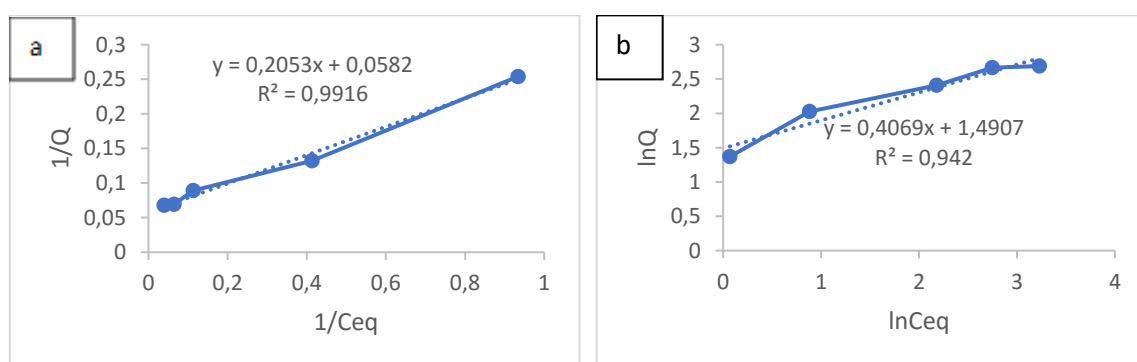 a
0,3
0,25
0,2
0,15
0,1
0,05
0
y = 0,2053x + 0,0582
R² = 0,9916
1/Q
0 0,2 0,4 0,6 0,8 1
1/Ceq
b
3
2,5
2
1,5
1
0,5
0
y = 0,4069x + 1,4907
R² = 0,942
lnQ
0 1 2 3 4
lnCeq